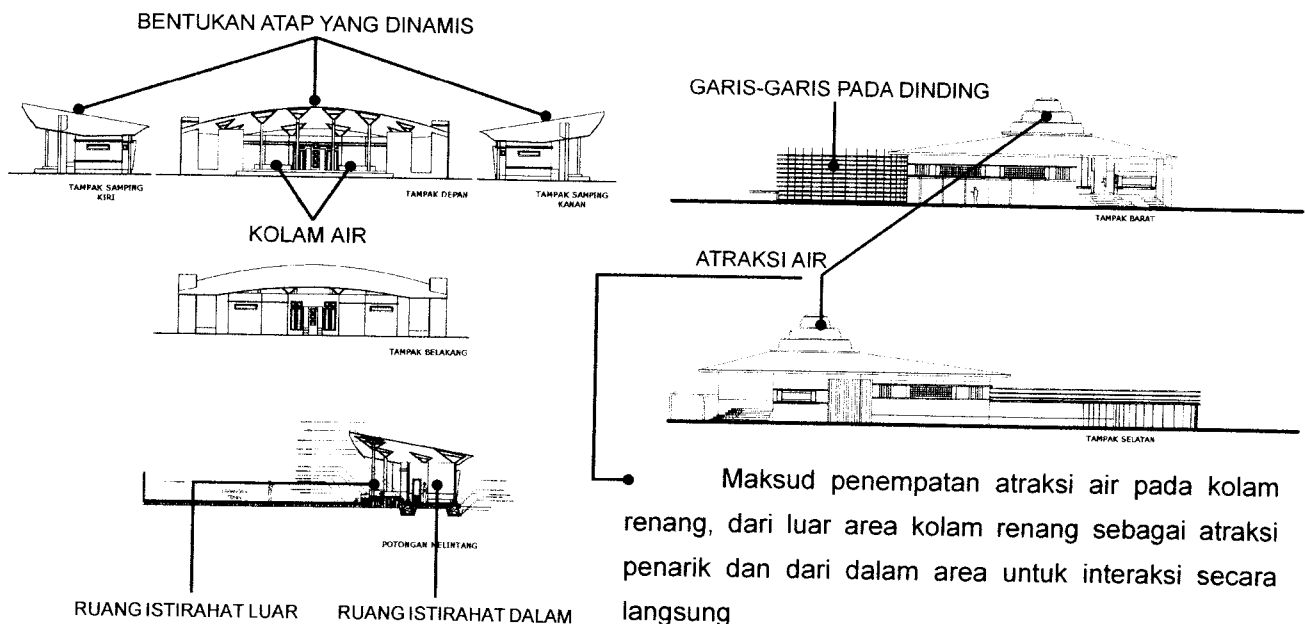 BENTUKAN ATAP YANG DINAMIS
TAMPAK SAMPING
KIRI
TAMPAK DEPAN
TAMPAK SAMPING
KANAN
KOLAM AIR
TAMPAK BELAKANG
POTONGAN MELINTANG
RUANG ISTIRAHAT LUAR
RUANG ISTIRAHAT DALAM
GARIS-GARIS PADA DINDING
TAMPAK BARAT
ATRAKSI AIR
TAMPAK SELATAN
Maksud penempatan atraksi air pada kolam
renang, dari luar area kolam renang sebagai atraksi
penarik dan dari dalam area untuk interaksi secara
langsung